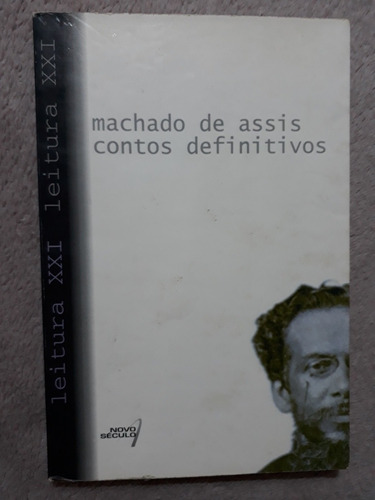 machado de assis
contos definitivos
leitura XXI leitura XXI
NOVO
SÉCULO